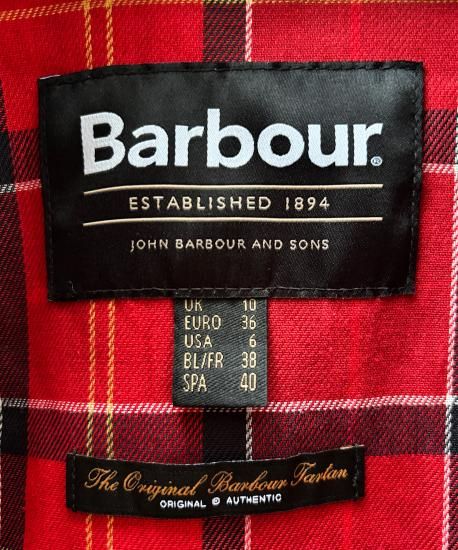 Barbour®
ESTABLISHED 1894
JOHN BARBOUR AND SONS
UK 10
EURO 36
USA 6
BL/FR 38
SPA 40
The Original Barbour Tartan
ORIGINAL © AUTHENTIC